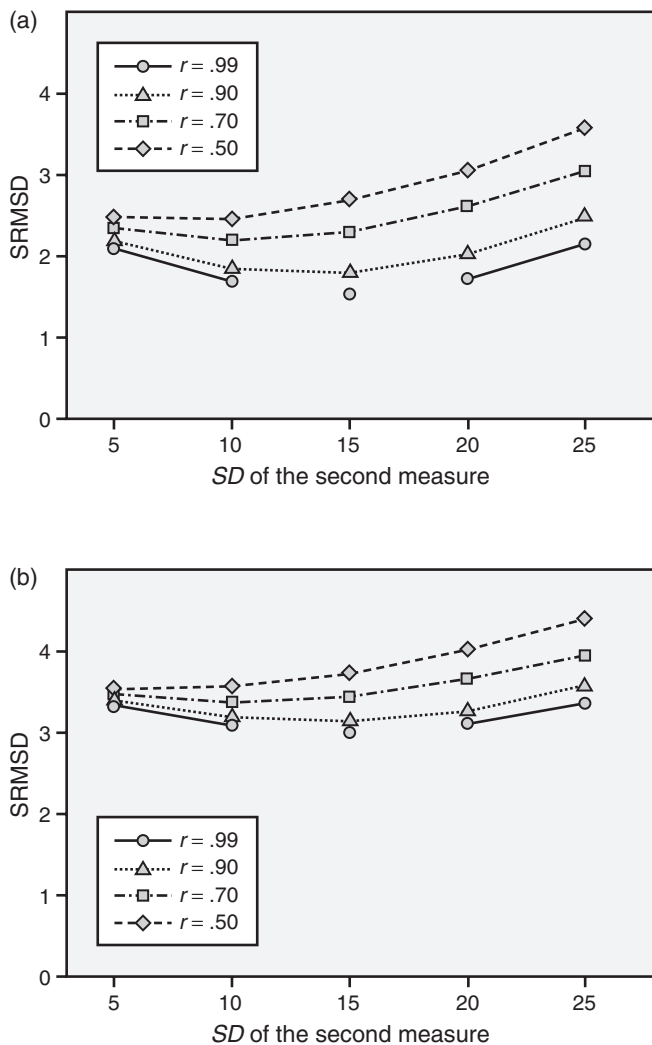 (a)
r = .99
r = .90
r = .70
r = .50
4
3
2
1
0
SRMSD
5 10 15 20 25
SD of the second measure
(b)
4
3
2
1
0
SRMSD
r = .99
r = .90
r = .70
r = .50
5 10 15 20 25
SD of the second measure